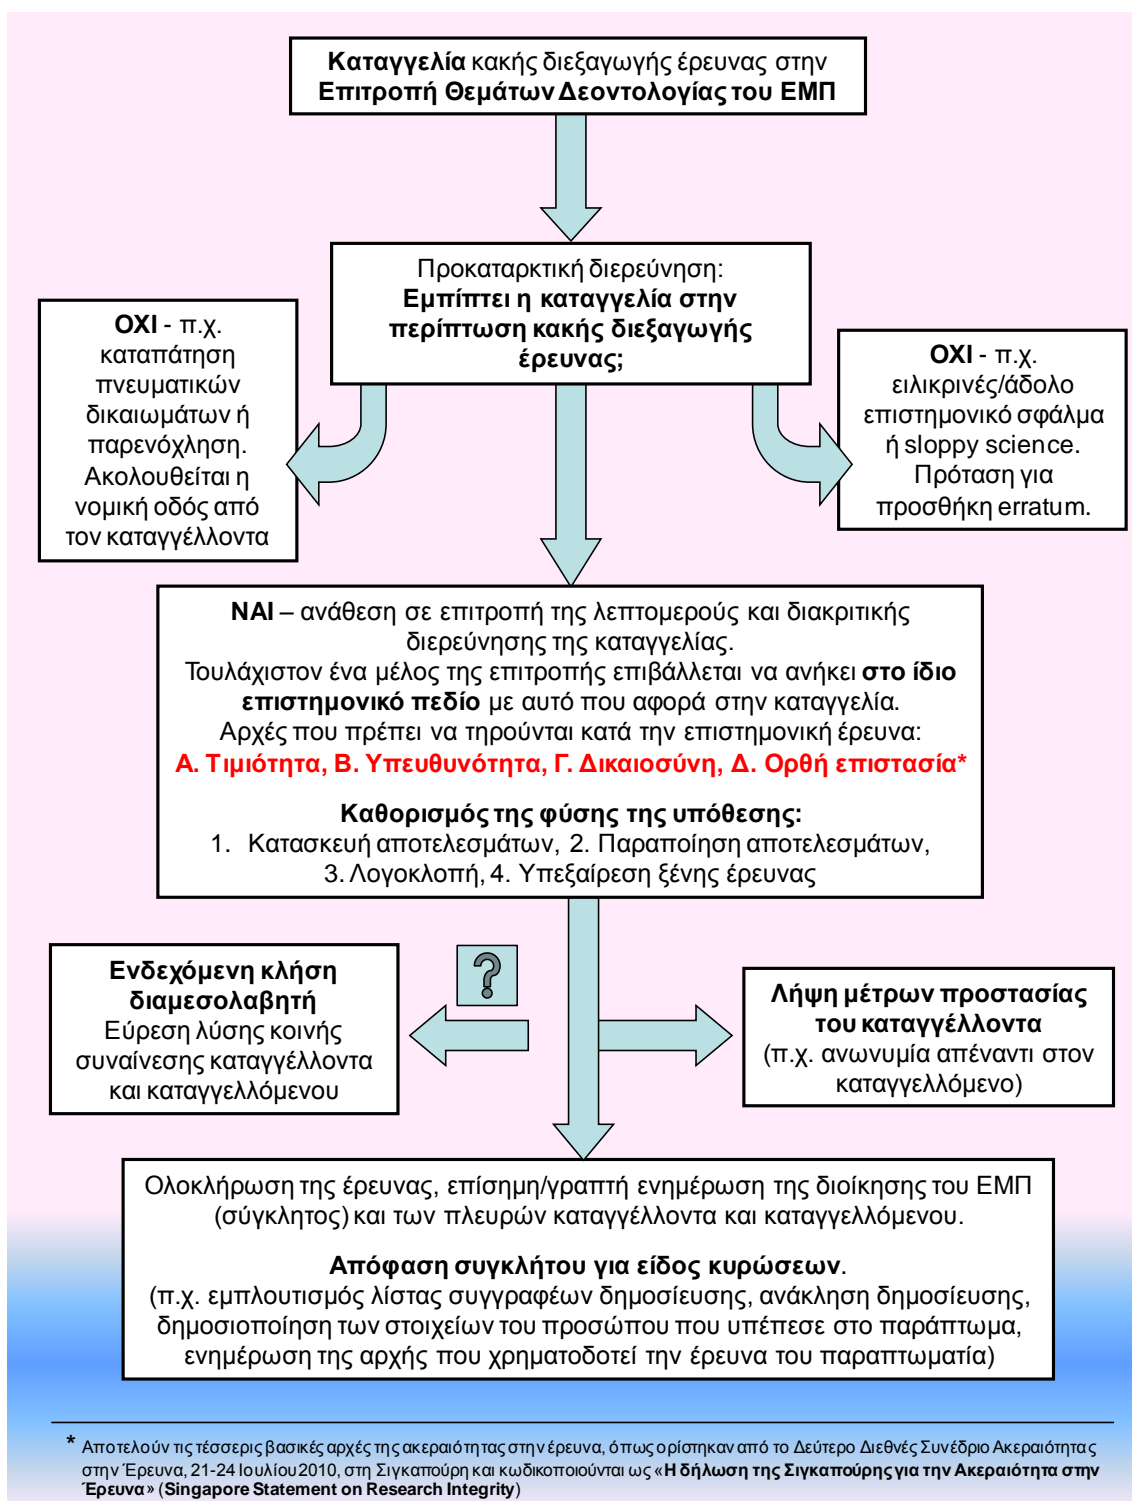 Καταγγελία κακής διεξαγωγής έρευνας στην
Επιτροπή Θεμάτων Δεοντολογίας του ΕΜΠ
Προκαταρκτική διερεύνηση:
Εμπίπτει η καταγγελία στην
περίπτωση κακής διεξαγωγής
έρευνας;
ΟΧΙ - π.χ.
καταπάτηση
πνευματικών
δικαιωμάτων ή
παρενόχληση.
Ακολουθείται η
νομική οδός από
τον καταγγέλλοντα
ΟΧΙ - π.χ.
ειλικρινές/άδολο
επιστημονικό σφάλμα
ή sloppy science.
Πρόταση για
προσθήκη erratum.
ΝΑΙ – ανάθεση σε επιτροπή της λεπτομερούς και διακριτικής
διερεύνησης της καταγγελίας.
Τουλάχιστον ένα μέλος της επιτροπής επιβάλλεται να ανήκει στο ίδιο
επιστημονικό πεδίο με αυτό που αφορά στην καταγγελία.
Αρχές που πρέπει να τηρούνται κατά την επιστημονική έρευνα:
Α. Τιμιότητα, Β. Υπευθυνότητα, Γ. Δικαιοσύνη, Δ. Ορθή επιστασία*
Καθορισμός της φύσης της υπόθεσης:
1. Κατασκευή αποτελεσμάτων, 2. Παραποίηση αποτελεσμάτων,
3. Λογοκλοπή, 4. Υπεξαίρεση ξένης έρευνας
?
Ενδεχόμενη κλήση
διαμεσολαβητή
Εύρεση λύσης κοινής
συναίνεσης καταγγέλλοντα
και καταγγελλόμενου
Λήψη μέτρων προστασίας
του καταγγέλλοντα
(π.χ. ανωνυμία απέναντι στον
καταγγελλόμενο)
Ολοκλήρωση της έρευνας, επίσημη/γραπτή ενημέρωση της διοίκησης του ΕΜΠ
(σύγκλητος) και των πλευρών καταγγέλλοντα και καταγγελλόμενου.
Απόφαση συγκλήτου για είδος κυρώσεων.
(π.χ. εμπλουτισμός λίστας συγγραφέων δημοσίευσης, ανάκληση δημοσίευσης,
δημοσιοποίηση των στοιχείων του προσώπου που υπέπεσε στο παράπτωμα,
ενημέρωση της αρχής που χρηματοδοτεί την έρευνα του παραπτωματία)
* Αποτελούν τις τέσσερις βασικές αρχές της ακεραιότητας στην έρευνα, όπως ορίστηκαν από το Δεύτερο Διεθνές Συνέδριο Ακεραιότητας
στην Έρευνα, 21-24 Ιουλίου 2010, στη Σιγκαπούρη και κωδικοποιούνται ως «Η δήλωση της Σιγκαπούρης για την Ακεραιότητα στην
Έρευνα» (Singapore Statement on Research Integrity)